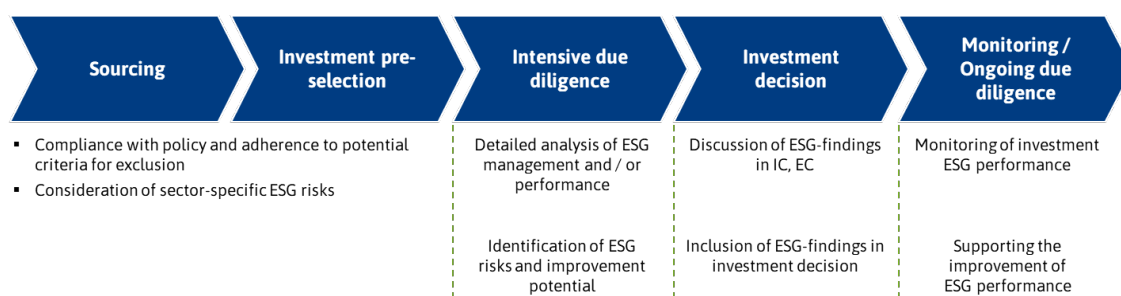 Sourcing
Investment pre-
selection
Intensive due
diligence
Investment
decision
Monitoring /
Ongoing due
diligence
▪ Compliance with policy and adherence to potential
criteria for exclusion
▪ Consideration of sector-specific ESG risks
Detailed analysis of ESG
management and / or
performance
Identification of ESG
risks and improvement
potential
Discussion of ESG-findings
in IC, EC
Inclusion of ESG-findings in
investment decision
Monitoring of investment
ESG performance
Supporting the
improvement of
ESG performance